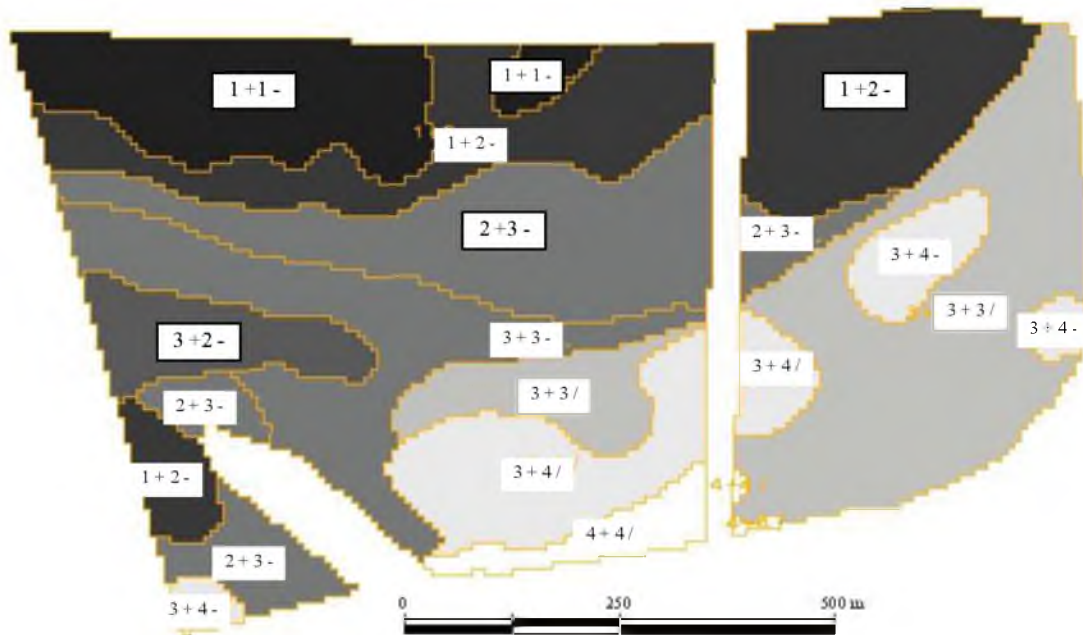 1 +1 -
1 + 1 -
1 +2 -
1 + 2 -
2 +3 -
2 + 3 -
3 + 4 -
3 + 3 /
3 + 4 -
3 + 3 -
3 +2 -
3 + 4 /
3 + 3 /
2 + 3 -
3 + 4 /
1 + 2 -
4 + 4 /
2 + 3 -
3 + 4 -
0
250
500 m